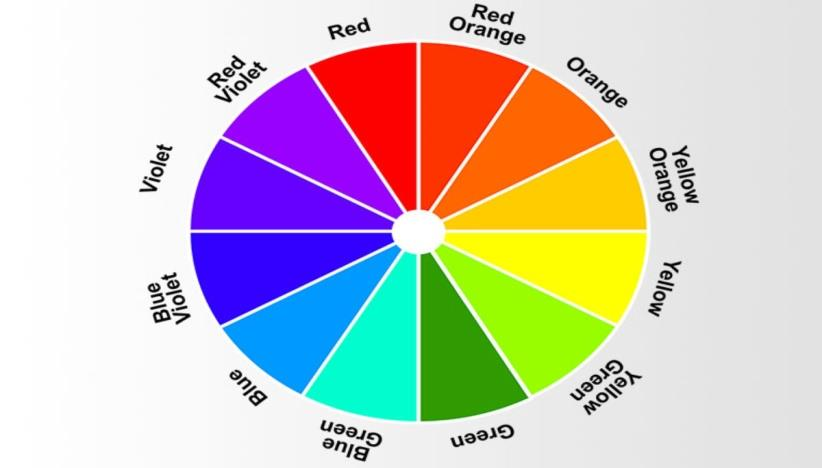 Red
Red
Orange
Orange
Yellow
Orange
Yellow
Yellow
Green
Green
Blue
Green
Blue
Blue
Violet
Violet
Red
Violet